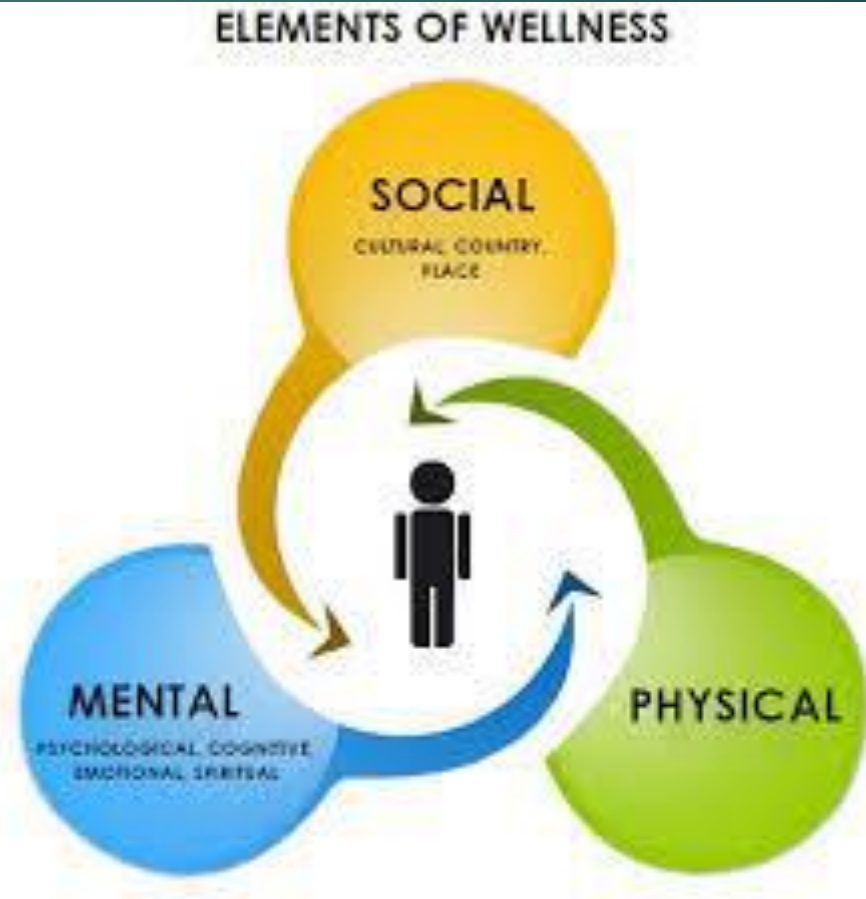 ELEMENTS OF WELLNESS
SOCIAL
CULTURAL, COUNTRY,
PLACE
MENTAL
PSYCHOLOGICAL, COGNITIVE
EMOTIONAL, SPIRITUAL
PHYSICAL